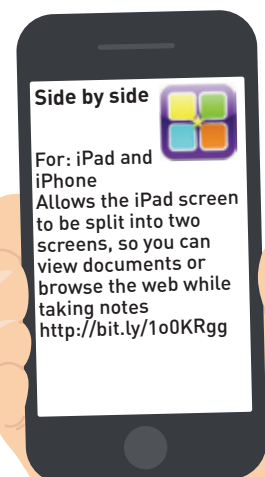 Side by side
For: iPad and
iPhone
Allows the iPad screen
to be split into two
screens, so you can
view documents or
browse the web while
taking notes
http://bit.ly/1o0KRgg